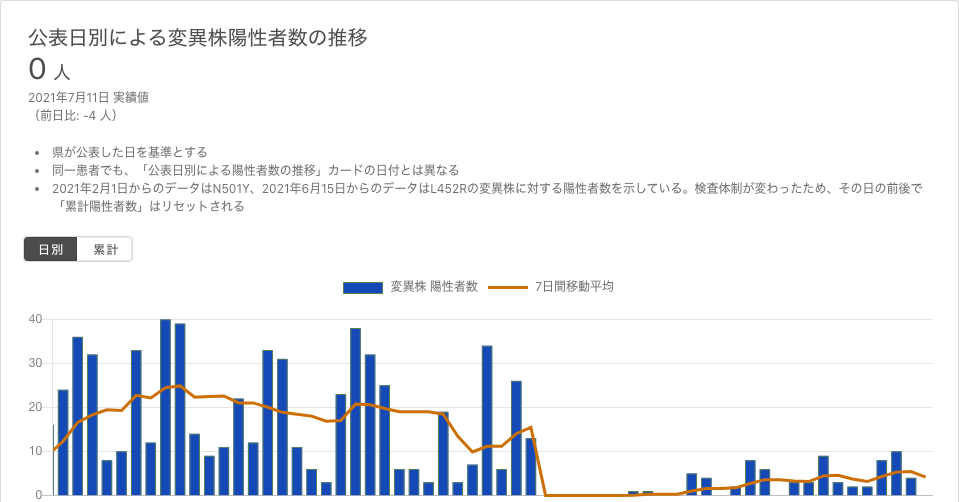 公表日別による変異株陽性者数の推移
0 人
2021年7月11日 実績値
（前日比: -4 人）
• 県が公表した日を基準とする
• 同一患者でも、「公表日別による陽性者数の推移」カードの日付とは異なる
• 2021年2月1日からのデータはN501Y、2021年6月15日からのデータはL452Rの変異株に対する陽性者数を示している。検査体制が変わったため、その日の前後で
「累計陽性者数」はリセットされる
日別 累計
変異株 陽性者数 7日間移動平均
40
30
20
10
0